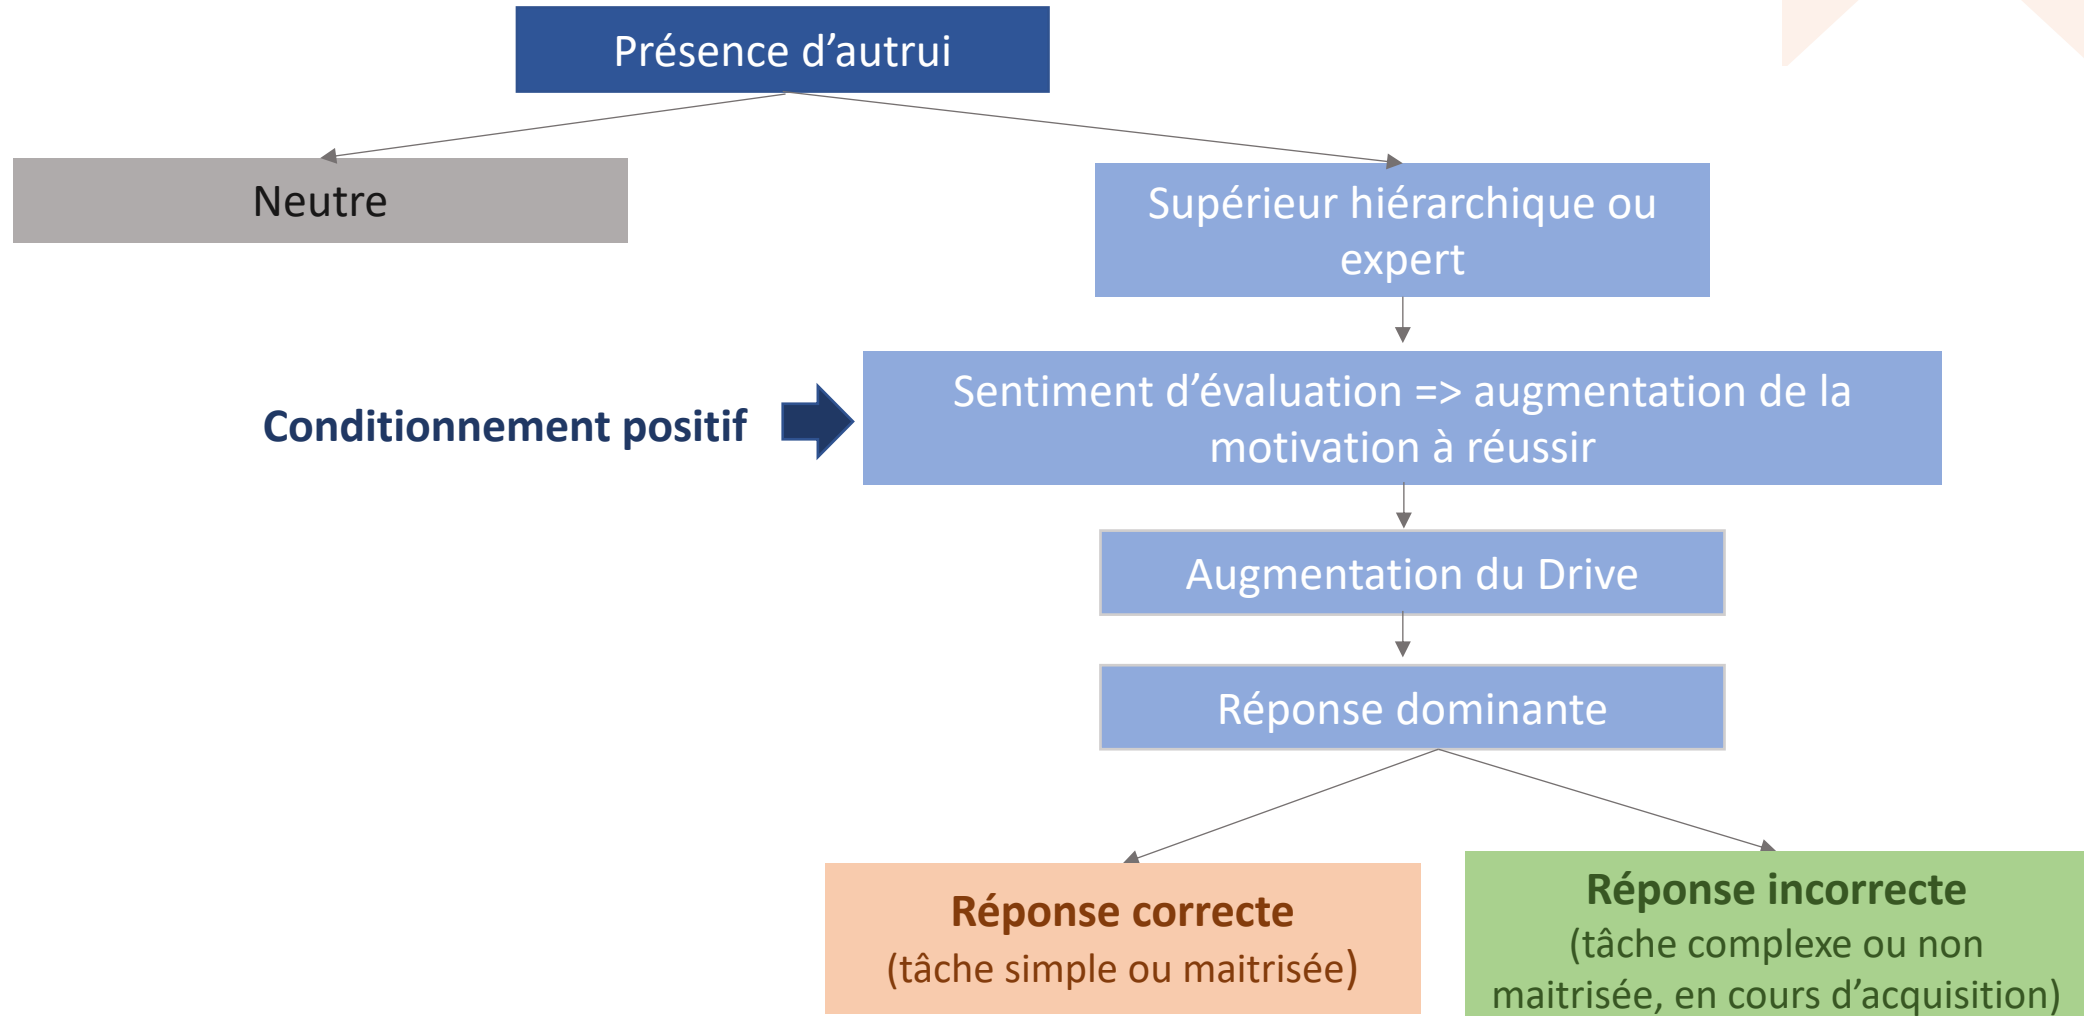 Présence d’autrui
Neutre
Supérieur hiérarchique ou
expert
Conditionnement positif
Sentiment d’évaluation => augmentation de la
motivation à réussir
Augmentation du Drive
Réponse dominante
Réponse correcte
(tâche simple ou maitrisée)
Réponse incorrecte
(tâche complexe ou non
maitrisée, en cours d’acquisition)